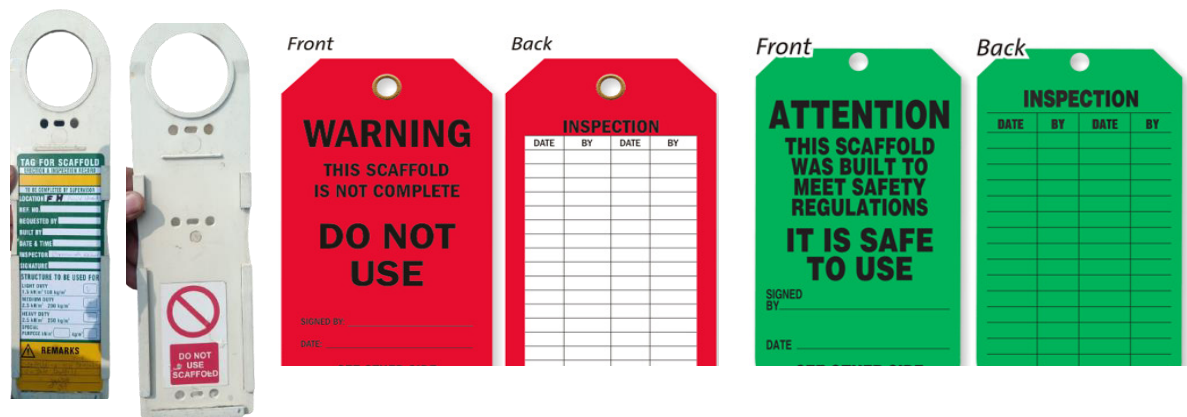 TAG FOR SCAFFOLD
ERECTION & INSPECTION RECORD
TO BE COMPLETED BY SUPERVISOR
LOCATION F H
REF NO.
REQUESTED BY
BUILT BY
DATE & TIME
INSPECTOR
SIGNATURE
STRUCTURE TO BE USED FOR
LIGHT DUTY
MEDIUM DUTY
HEAVY DUTY
SPECIAL
PURPOSE
REMARKS
DO NOT
USE
SCAFFOLD
Front
WARNING
THIS SCAFFOLD
IS NOT COMPLETE
DO NOT
USE
SIGNED BY:
DATE:
Back
INSPECTION
DATE BY DATE BY
Front
ATTENTION
THIS SCAFFOLD
WAS BUILT TO
MEET SAFETY
REGULATIONS
IT IS SAFE
TO USE
SIGNED
BY
DATE
Back
INSPECTION
DATE BY DATE BY